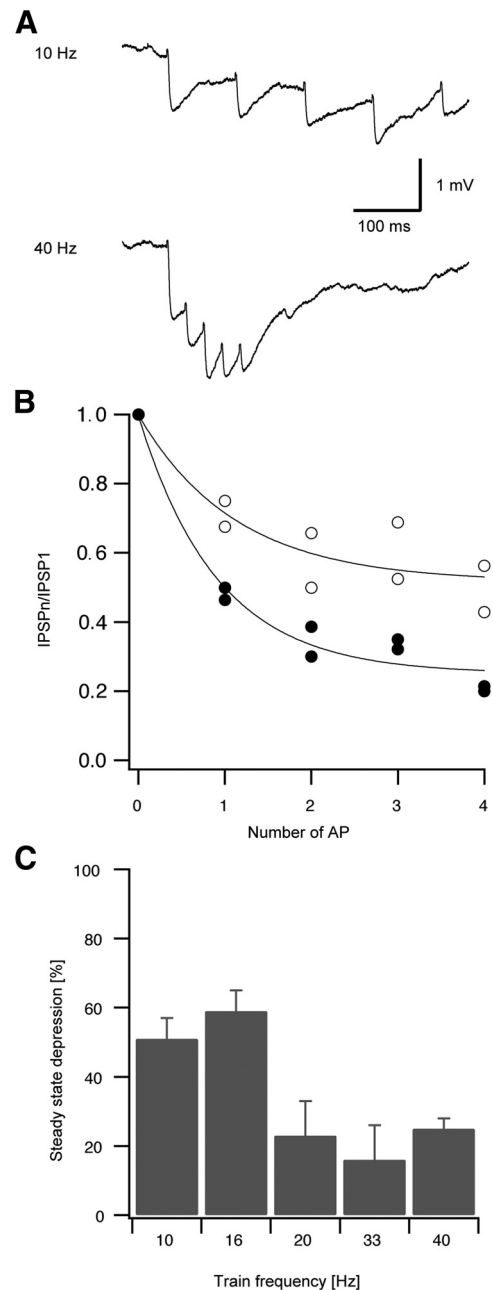 A
10 Hz
1 mV
100 ms
40 Hz
B
1.0
0.8
0.6
0.4
0.2
0.0
IPSPn/IPSP1
0 1 2 3 4
Number of AP
C
100
80
60
40
20
0
Steady state depression [%]
10 16 20 33 40
Train frequency [Hz]